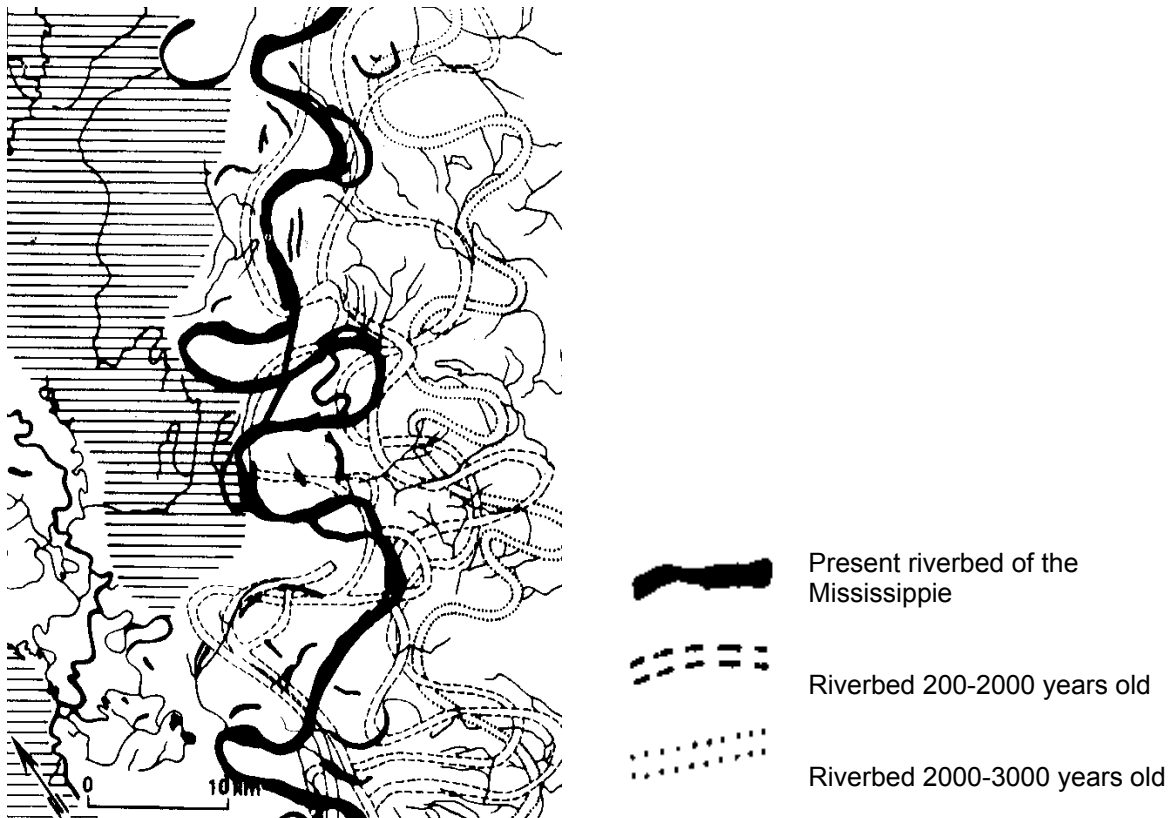 0 10 km
Present riverbed of the
Mississippie
Riverbed 200-2000 years old
Riverbed 2000-3000 years old